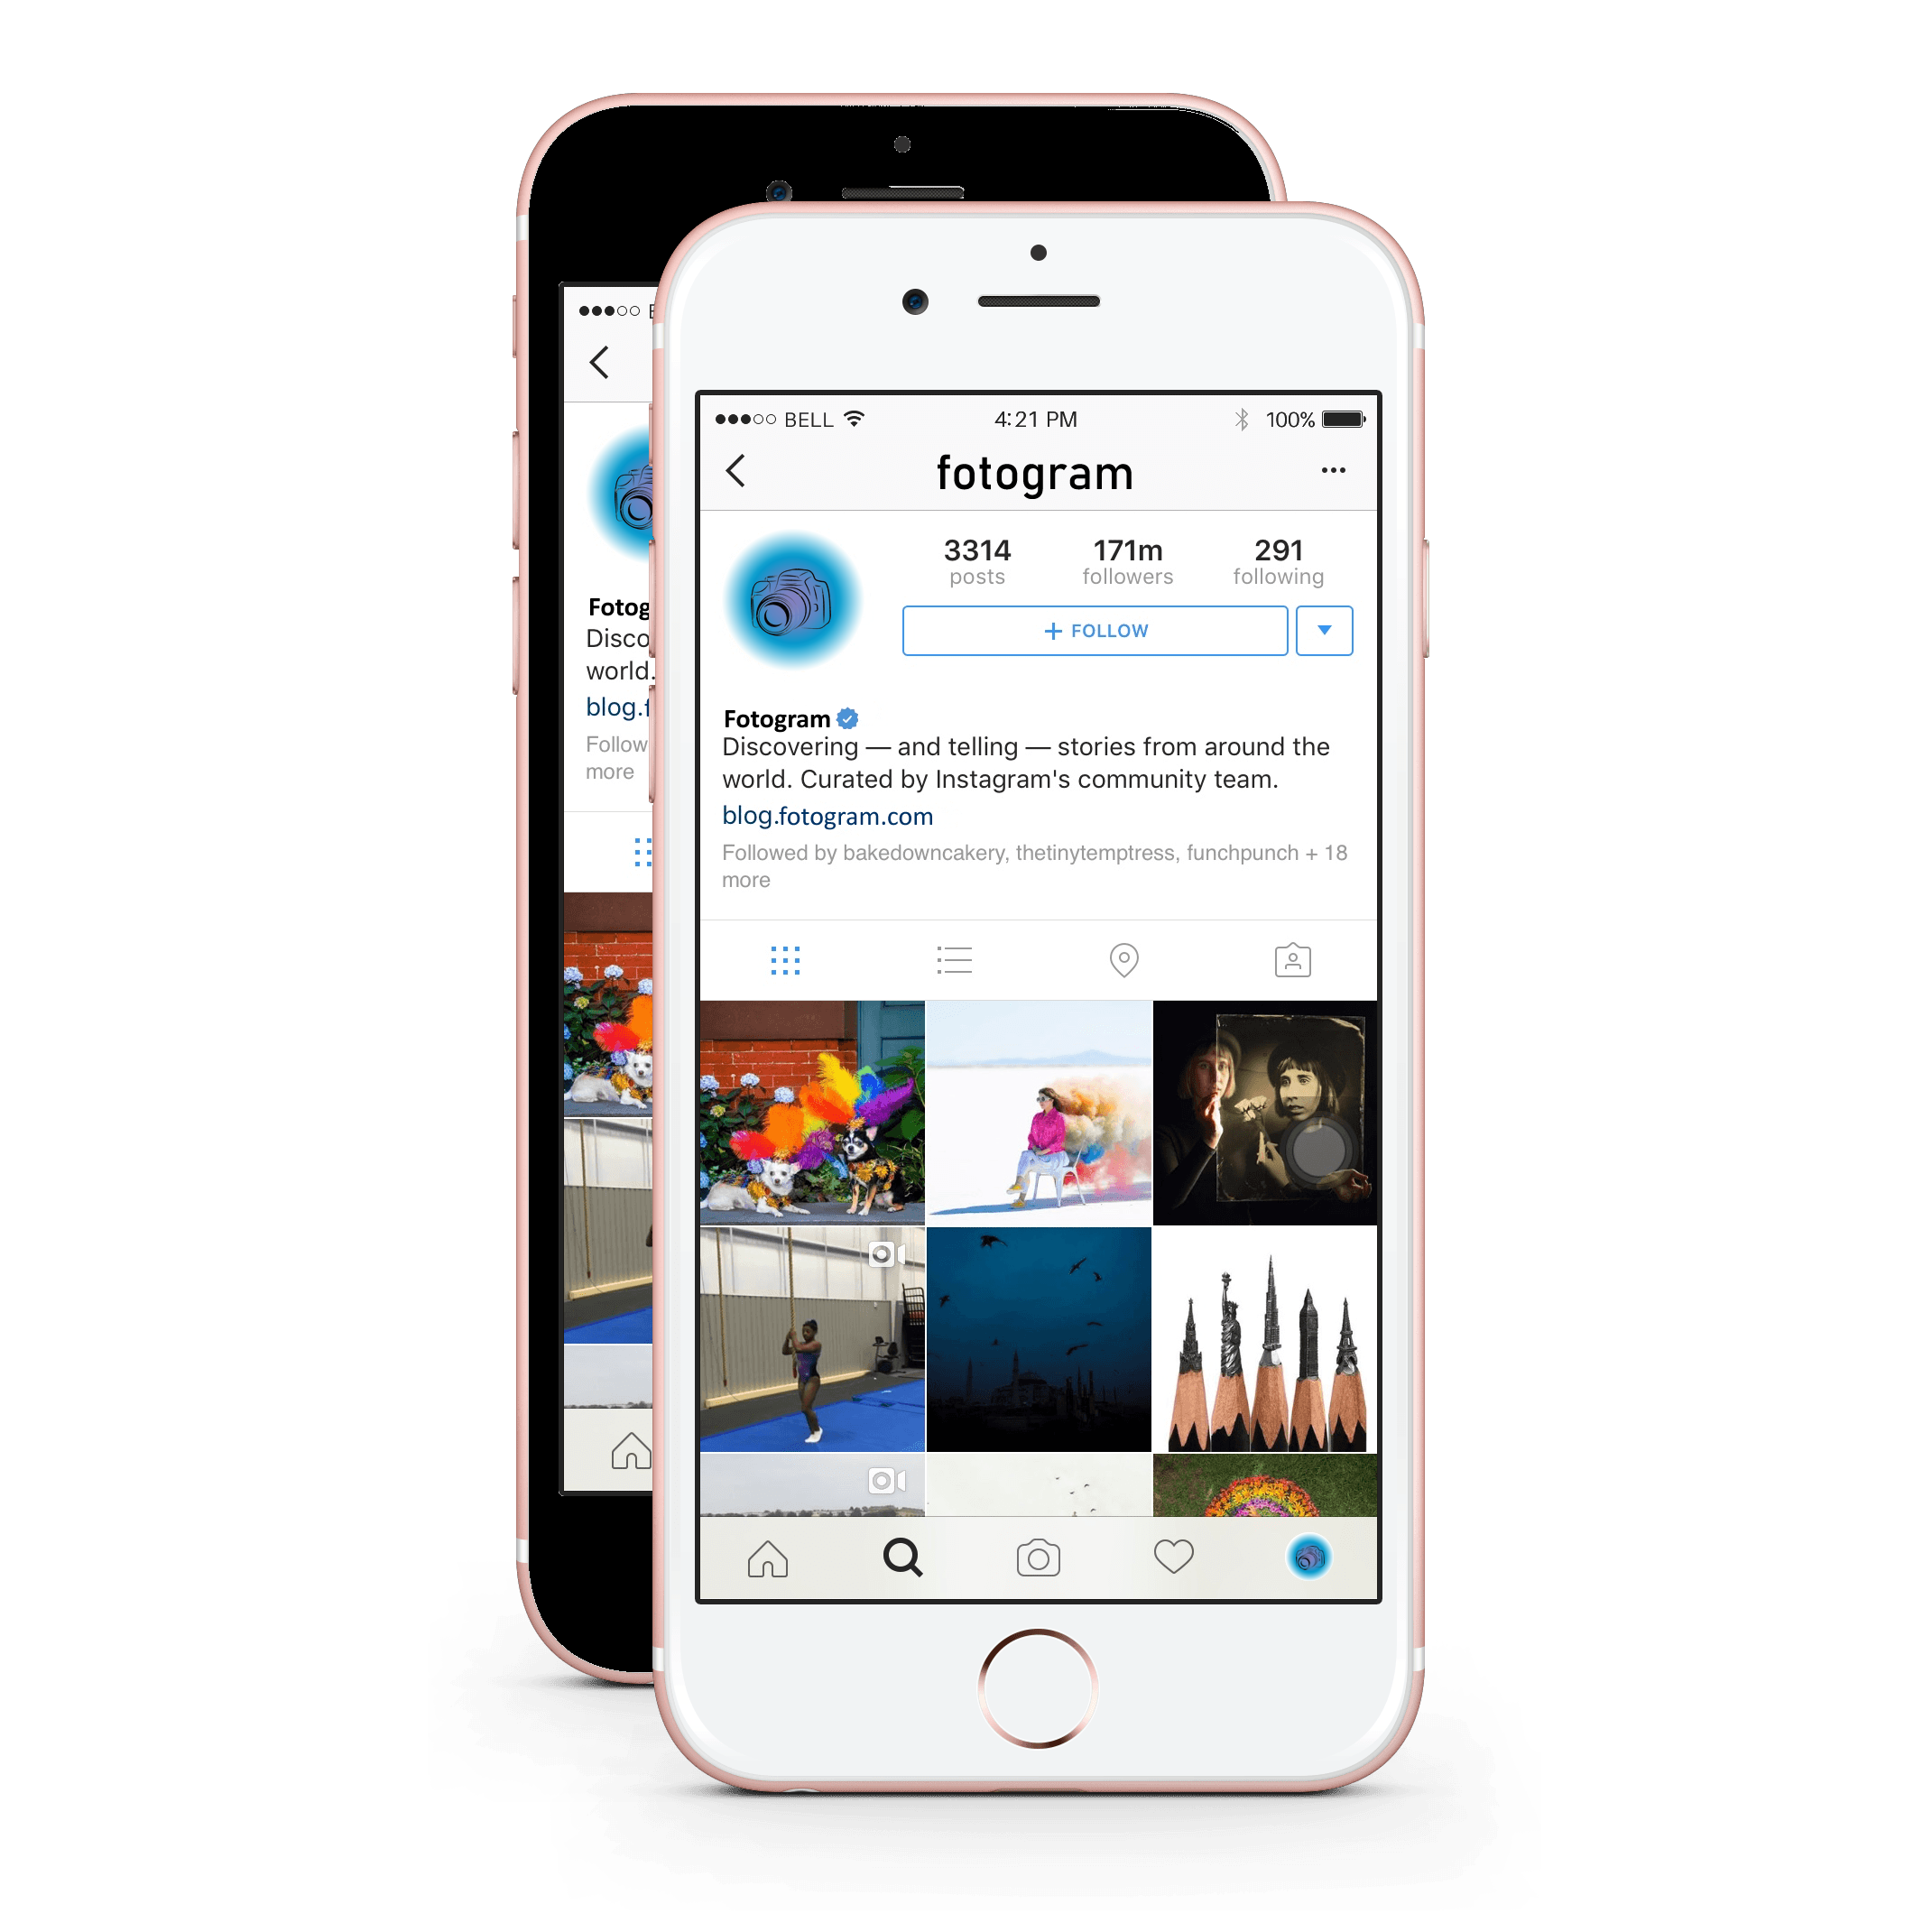 BELL 4:21 PM 100%
fotogram
3314 171m 291
posts followers following
+ FOLLOW
Fotogram
Discovering — and telling — stories from around the
world. Curated by Instagram's community team.
blog.fotogram.com
Followed by bakedowncakery, thetinytemptress, funchpunch + 18
more
Fotog
Disco
world.
blog.f
Follow
more